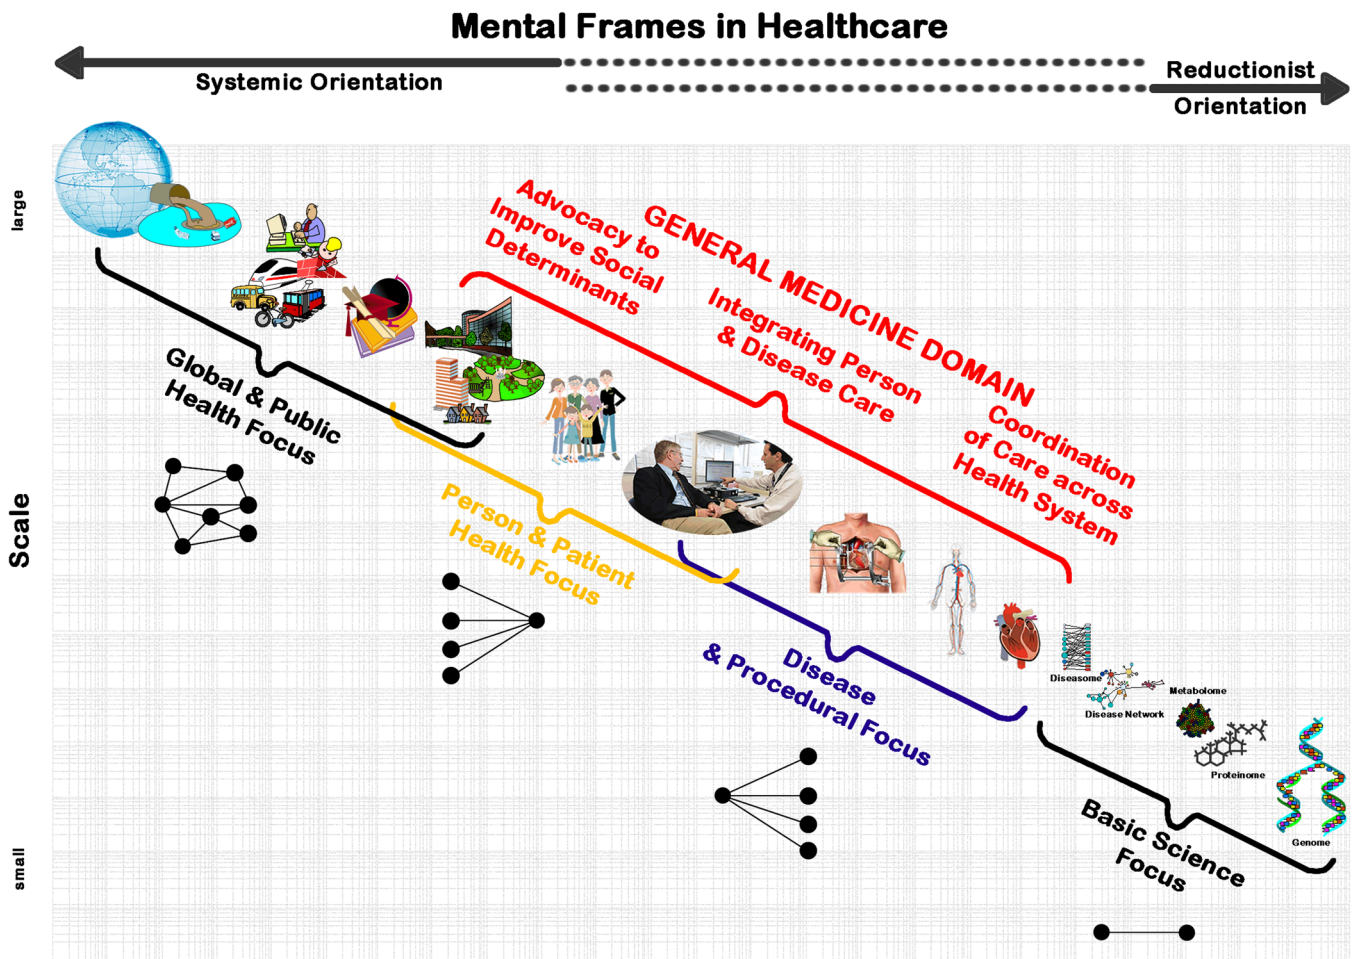 Mental Frames in Healthcare
Systemic Orientation
Reductionist
Orientation
large
Scale
small
Advocacy to
Improve Social
Determinants
GENERAL MEDICINE DOMAIN
Integrating Person
& Disease Care
Coordination
of Care across
Health System
Global & Public
Health Focus
Person & Patient
Health Focus
Disease
& Procedural Focus
Basic Science
Focus
Diseasome
Disease Network
Metabolome
Proteinome
Genome